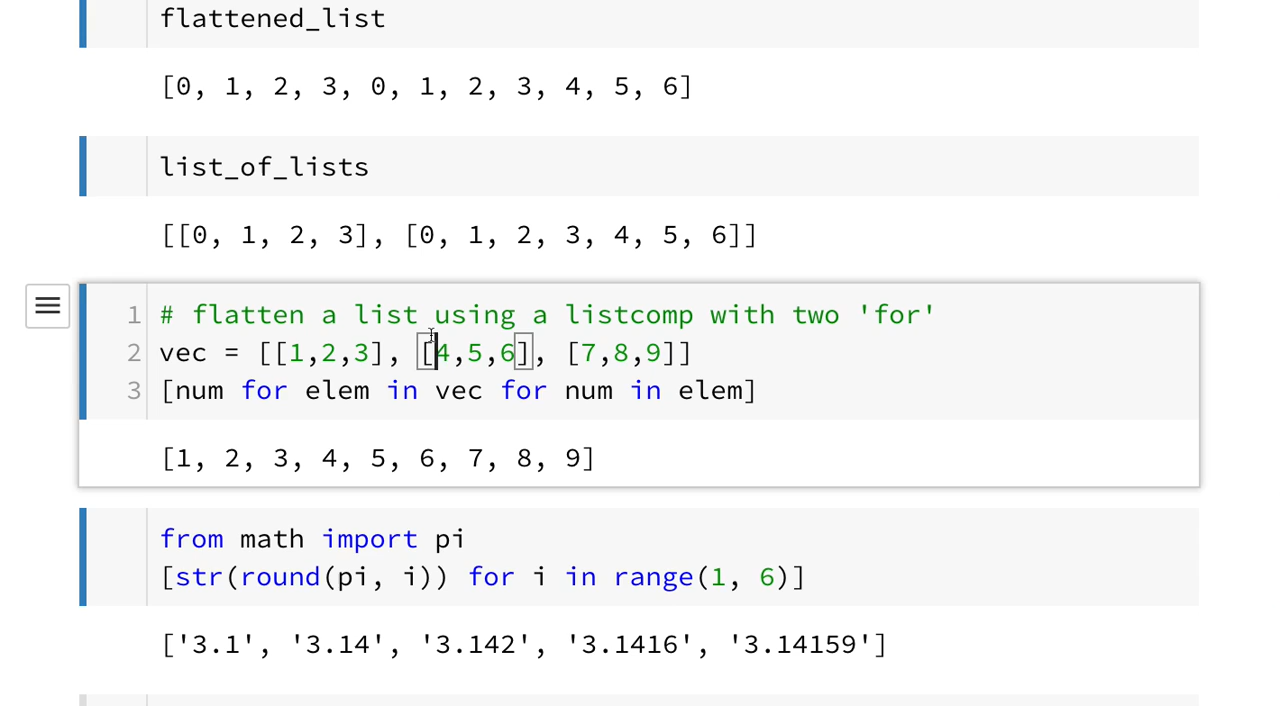 flattened_list
[0, 1, 2, 3, 0, 1, 2, 3, 4, 5, 6]
list_of_lists
[[0, 1, 2, 3], [0, 1, 2, 3, 4, 5, 6]]
1 # flatten a list using a listcomp with two 'for'
2 vec = [[1,2,3], [4,5,6], [7,8,9]]
3 [num for elem in vec for num in elem]
[1, 2, 3, 4, 5, 6, 7, 8, 9]
from math import pi
[str(round(pi, i)) for i in range(1, 6)]
['3.1', '3.14', '3.142', '3.1416', '3.14159']